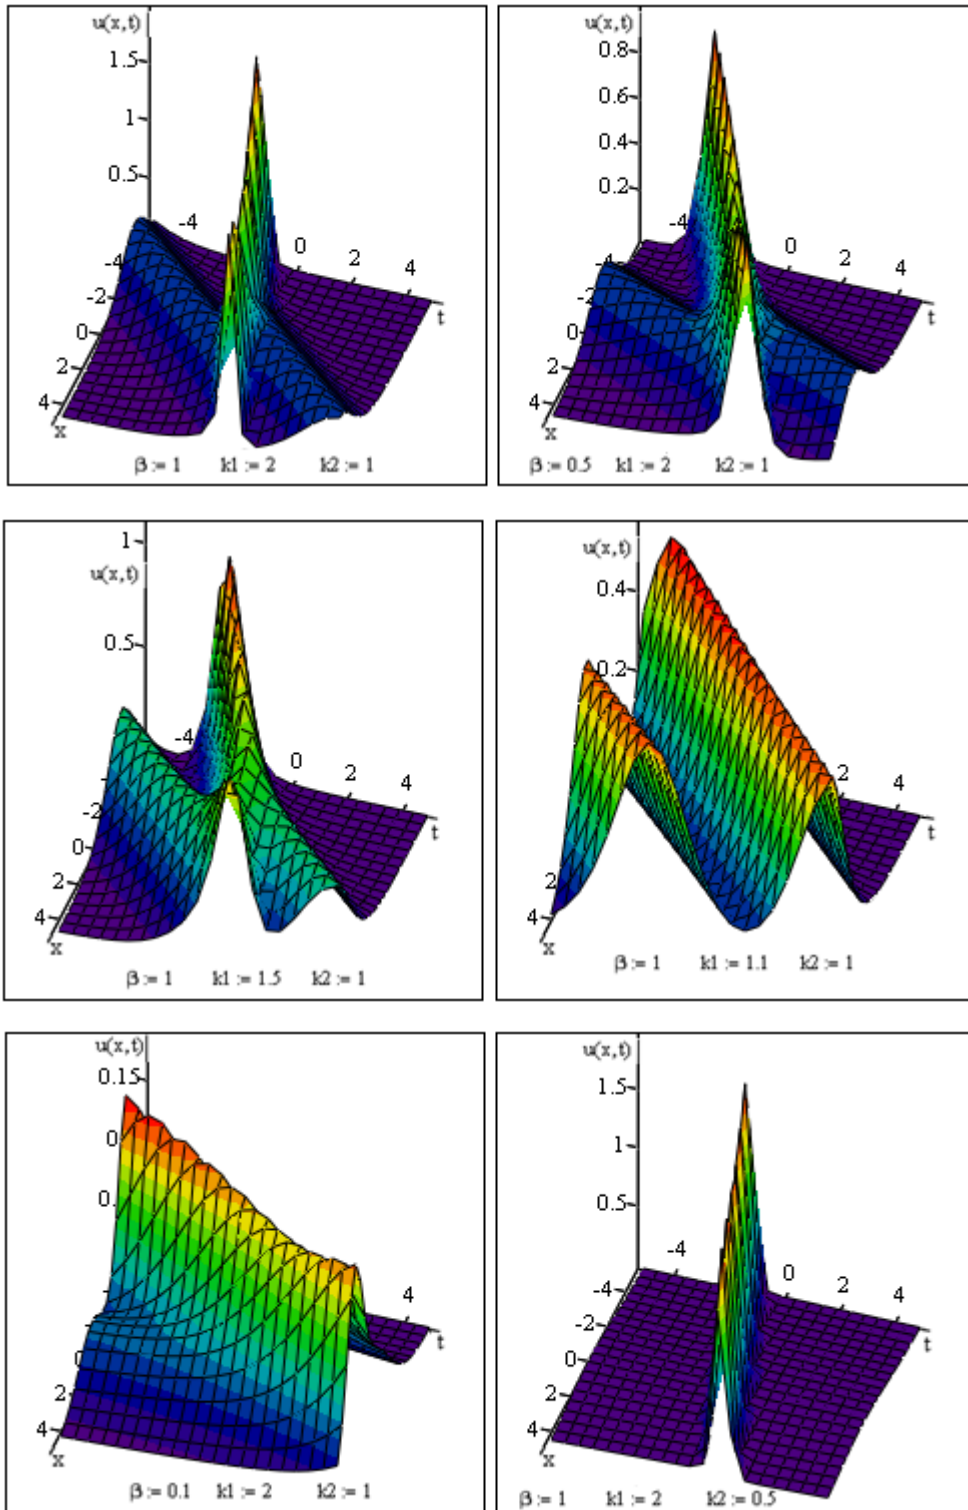 u(x,t)
1.5
1
0.5
-4
0
2
4
t
-4
-2
0
2
4
x
β := 1 k1 := 2 k2 := 1
u(x,t)
0.8
0.6
0.4
0.2
-4
0
2
4
t
-2
0
2
4
x
β := 0.5 k1 := 2 k2 := 1
1
u(x,t)
0.5
-4
0
2
4
t
-2
0
2
4
x
β := 1 k1 := 1.5 k2 := 1
u(x,t)
0.4
0.2
2
4
t
2
4
x
β := 1 k1 := 1.1 k2 := 1
u(x,t)
0.15
0
0.
4
t
0
2
4
x
β := 0.1 k1 := 2 k2 := 1
u(x,t)
1.5
1
0.5
-4
0
2
4
t
-4
-2
0
2
4
x
β := 1 k1 := 2 k2 := 0.5